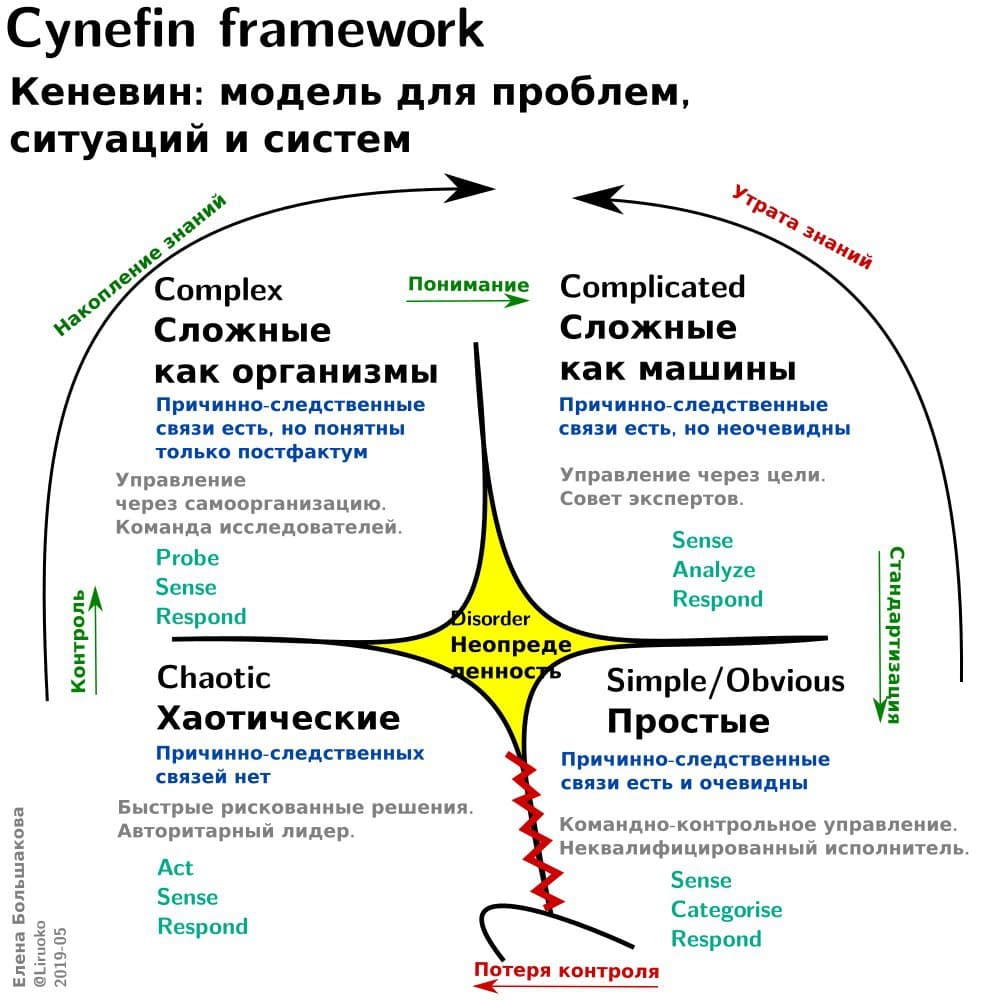 Cynefin framework
Кеневин: модель для проблем,
ситуаций и систем
Накопление знаний
Утрата знаний
Понимание
Complex
Сложные
как организмы
Причинно-следственные
связи есть, но понятны
только постфактум
Управление
через самоорганизацию.
Команда исследователей.
Probe
Sense
Respond
Complicated
Сложные
как машины
Причинно-следственные
связи есть, но неочевидны
Управление через цели.
Совет экспертов.
Sense
Analyze
Respond
Контроль
Стандартизация
Disorder
Неопреде
ленность
Chaotic
Хаотические
Причинно-следственных
связей нет
Быстрые рискованные решения.
Авторитарный лидер.
Act
Sense
Respond
Simple/Obvious
Простые
Причинно-следственные
связи есть и очевидны
Командно-контрольное управление.
Неквалифицированный исполнитель.
Sense
Categorise
Respond
Потеря контроля
Елена Большакова
@Liruoko
2019-05